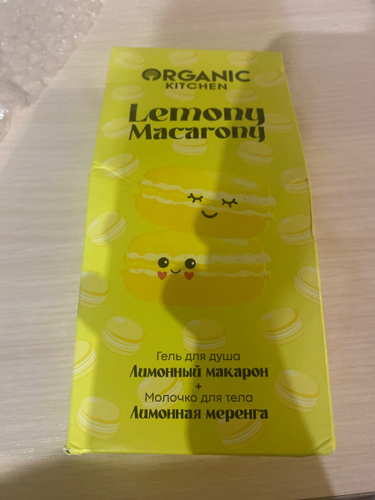 ORGANIC
KITCHEN
Lemony
Macarony
Гель для душа
Лимонный макарон
+
Молочко для тела
Лимонная меренга